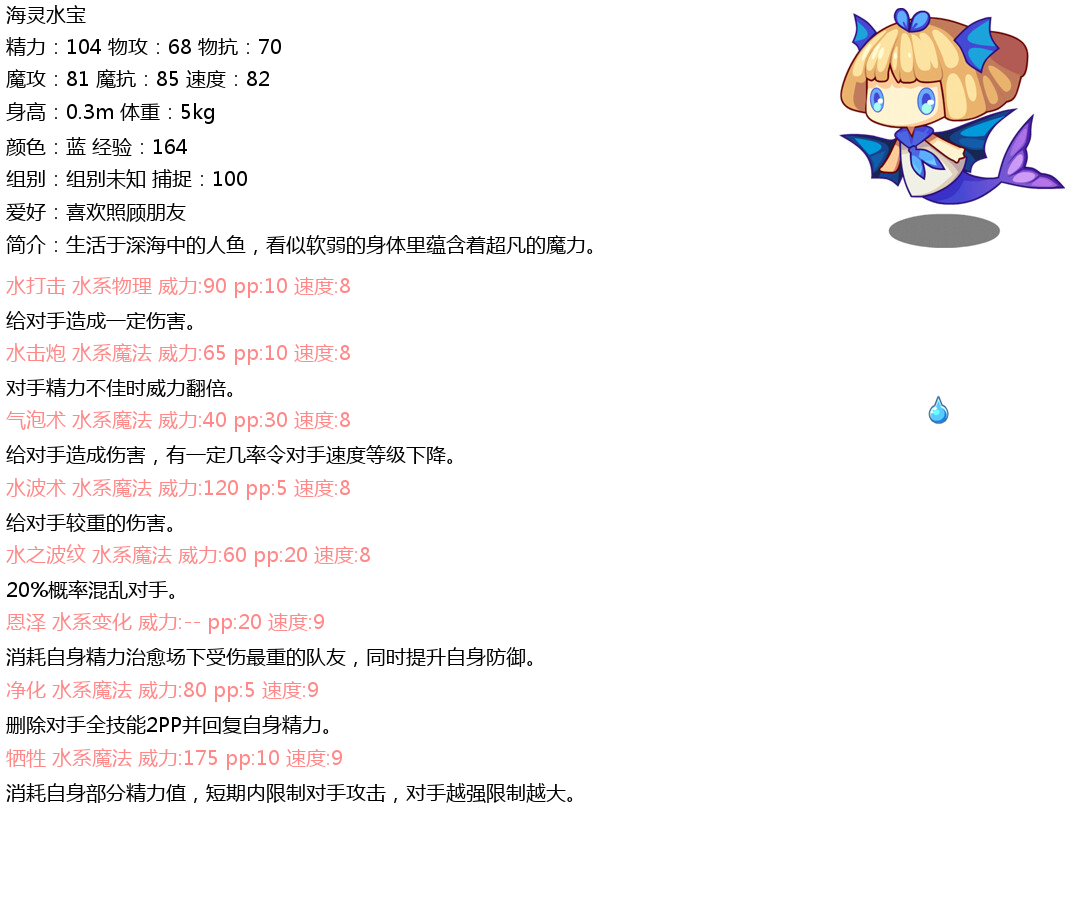 海灵水宝
精力：104 物攻：68 物抗：70
魔攻：81 魔抗：85 速度：82
身高：0.3m 体重：5kg
颜色：蓝 经验：164
组别：组别未知 捕捉：100
爱好：喜欢照顾朋友
简介：生活于深海中的人鱼，看似软弱的身体里蕴含着超凡的魔力。
水打击 水系物理 威力:90 pp:10 速度:8
给对手造成一定伤害。
水击炮 水系魔法 威力:65 pp:10 速度:8
对手精力不佳时威力翻倍。
气泡术 水系魔法 威力:40 pp:30 速度:8
给对手造成伤害，有一定几率令对手速度等级下降。
水波术 水系魔法 威力:120 pp:5 速度:8
给对手较重的伤害。
水之波纹 水系魔法 威力:60 pp:20 速度:8
20%概率混乱对手。
恩泽 水系变化 威力:-- pp:20 速度:9
消耗自身精力治愈场下受伤最重的队友，同时提升自身防御。
净化 水系魔法 威力:80 pp:5 速度:9
删除对手全技能2PP并回复自身精力。
牺牲 水系魔法 威力:175 pp:10 速度:9
消耗自身部分精力值，短期内限制对手攻击，对手越强限制越大。